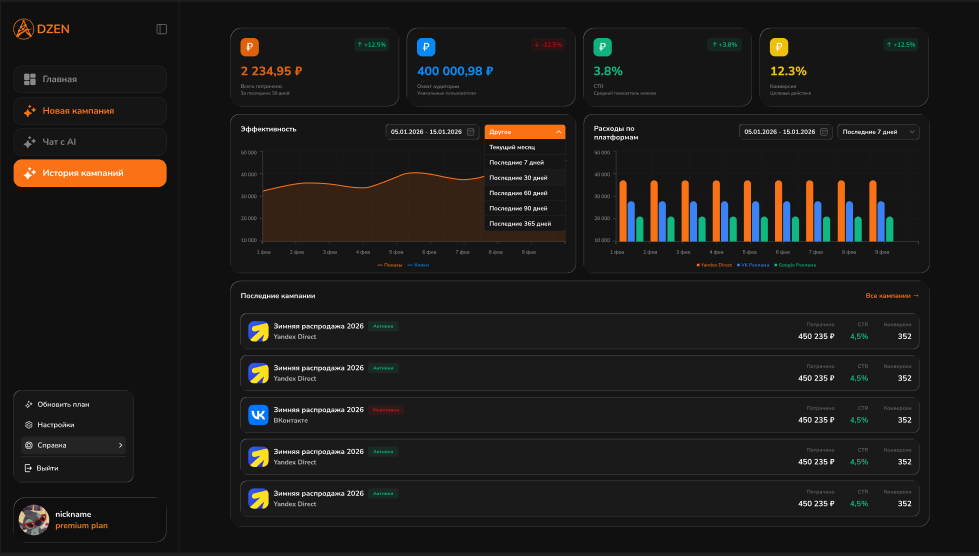 DZEN
Главная
Новая кампания
Чат с AI
История кампаний
Обновить план
Настройки
Справка
Выйти
nickname
premium plan
₽
↑ +12.5%
2 234,95 ₽
Всего потрачено
За последние 30 дней
₽
↓ -12.5%
400 000,98 ₽
Охват аудитории
Уникальные пользователи
₽
↑ +3.8%
3.8%
CTR
Средний показатель кликов
₽
↑ +12.5%
12.3%
Конверсия
Целевые действия
Эффективность
05.01.2026 - 15.01.2026
Другое
Текущий месяц
Последние 7 дней
Последние 30 дней
Последние 60 дней
Последние 90 дней
Последние 365 дней
50 000
40 000
30 000
20 000
10 000
1 фев 2 фев 3 фев 4 фев 5 фев 6 фев 7 фев 8 фев 9 фев
Показы Клики
Расходы по
платформам
05.01.2026 - 15.01.2026
Последние 7 дней
50 000
40 000
30 000
20 000
10 000
1 фев 2 фев 3 фев 4 фев 5 фев 6 фев 7 фев 8 фев 9 фев
Yandex Direct VK Реклама Google Реклама
Последние кампании
Все кампании →
Зимняя распродажа 2026 Активна
Yandex Direct
Потрачено CTR Конверсии
450 235 ₽ 4,5% 352
Зимняя распродажа 2026 Активна
Yandex Direct
Потрачено CTR Конверсии
450 235 ₽ 4,5% 352
Зимняя распродажа 2026
ВКонтакте
Потрачено CTR Конверсии
450 235 ₽ 4,5% 352
Зимняя распродажа 2026 Активна
Yandex Direct
Потрачено CTR Конверсии
450 235 ₽ 4,5% 352
Зимняя распродажа 2026 Активна
Yandex Direct
Потрачено CTR Конверсии
450 235 ₽ 4,5% 352